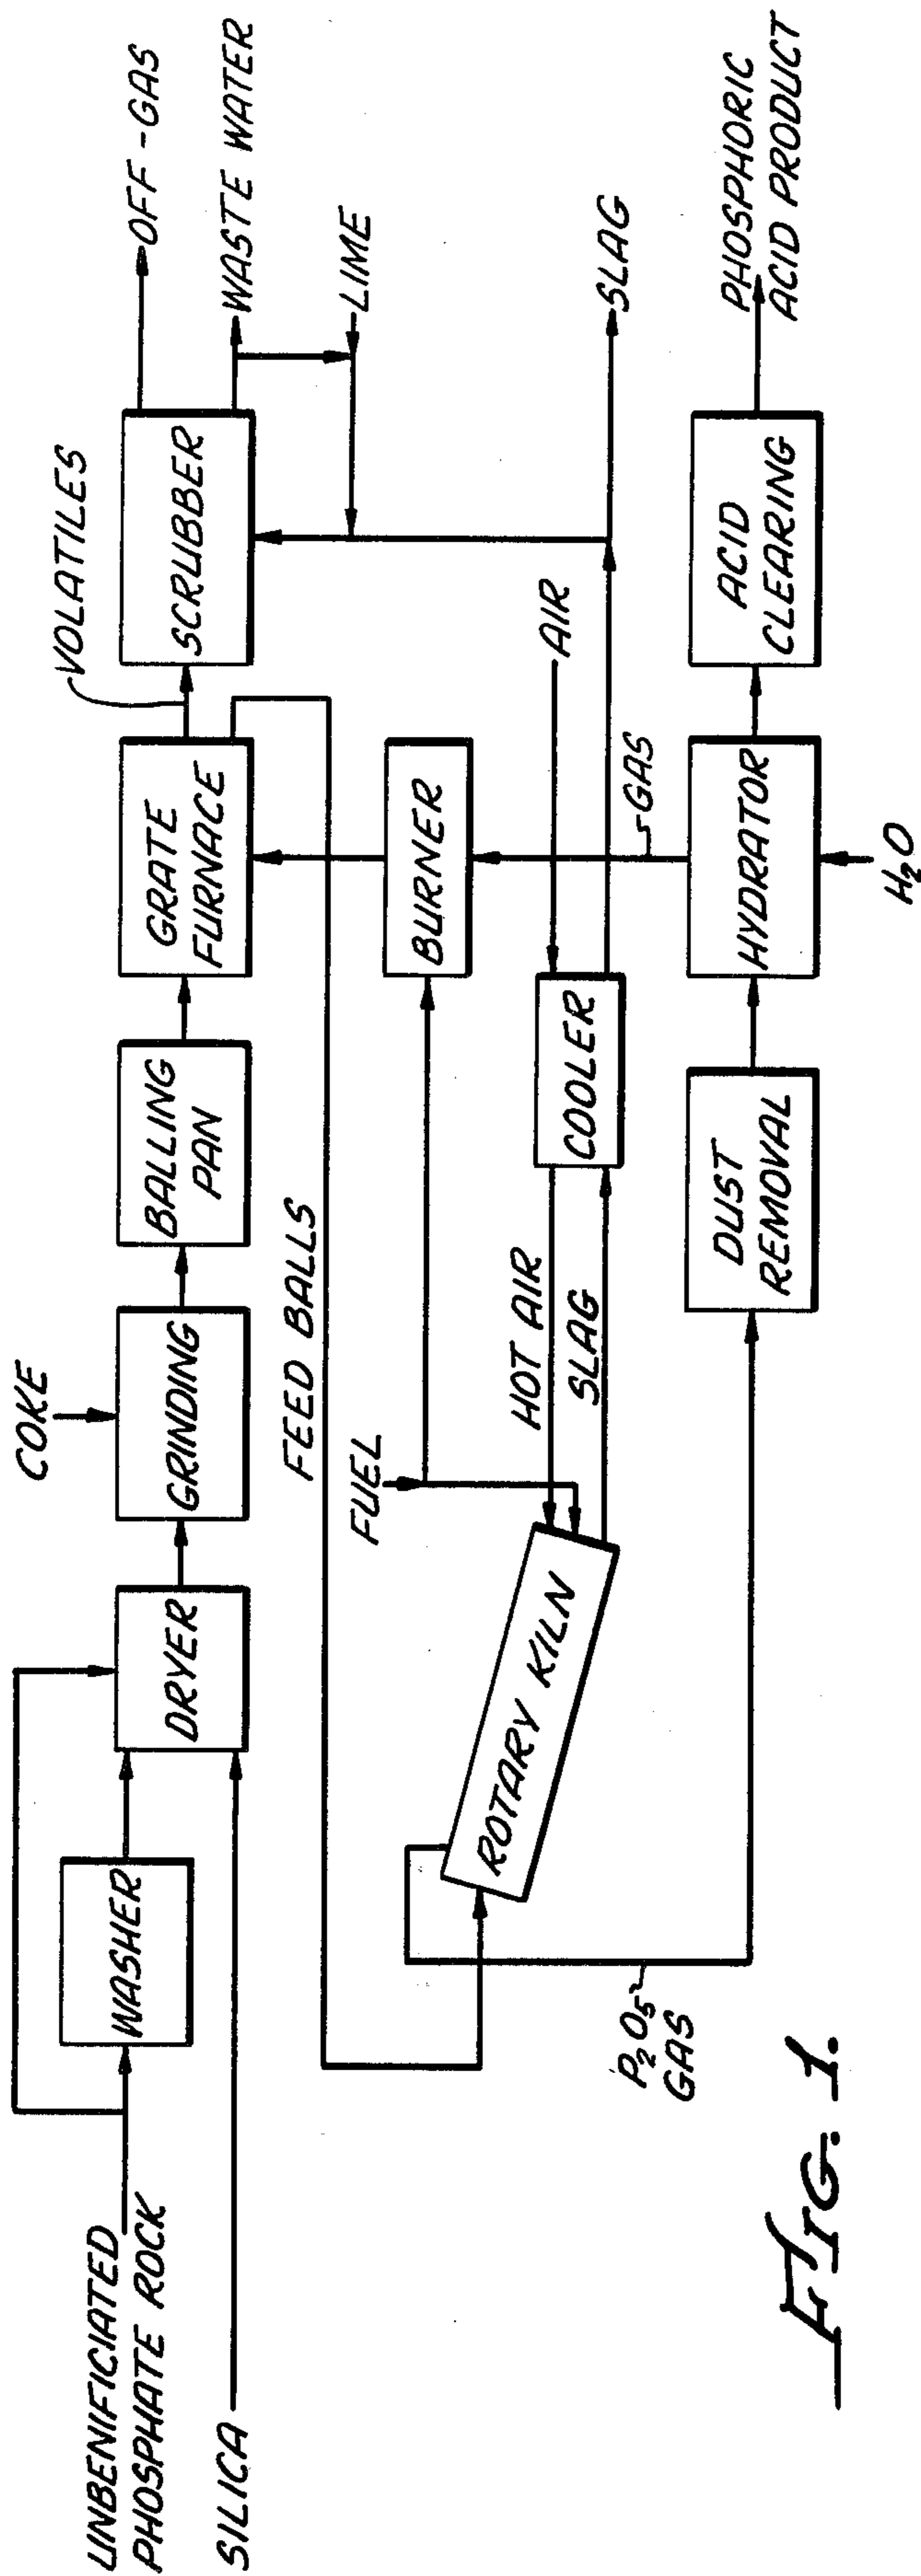 UNBENIFICIATED
PHOSPHATE ROCK
SILICA
WASHER
DRYER
COKE
GRINDING
BALLING
PAN
GRATE
FURNACE
VOLATILES
SCRUBBER
OFF-GAS
WASTE WATER
LIME
FEED BALLS
FUEL
BURNER
AIR
HOT AIR
SLAG
COOLER
SLAG
ROTARY KILN
P₂O₅
GAS
DUST
REMOVAL
HYDRATOR
GAS
H₂O
ACID
CLEARING
PHOSPHORIC
ACID PRODUCT
FIG. 1.